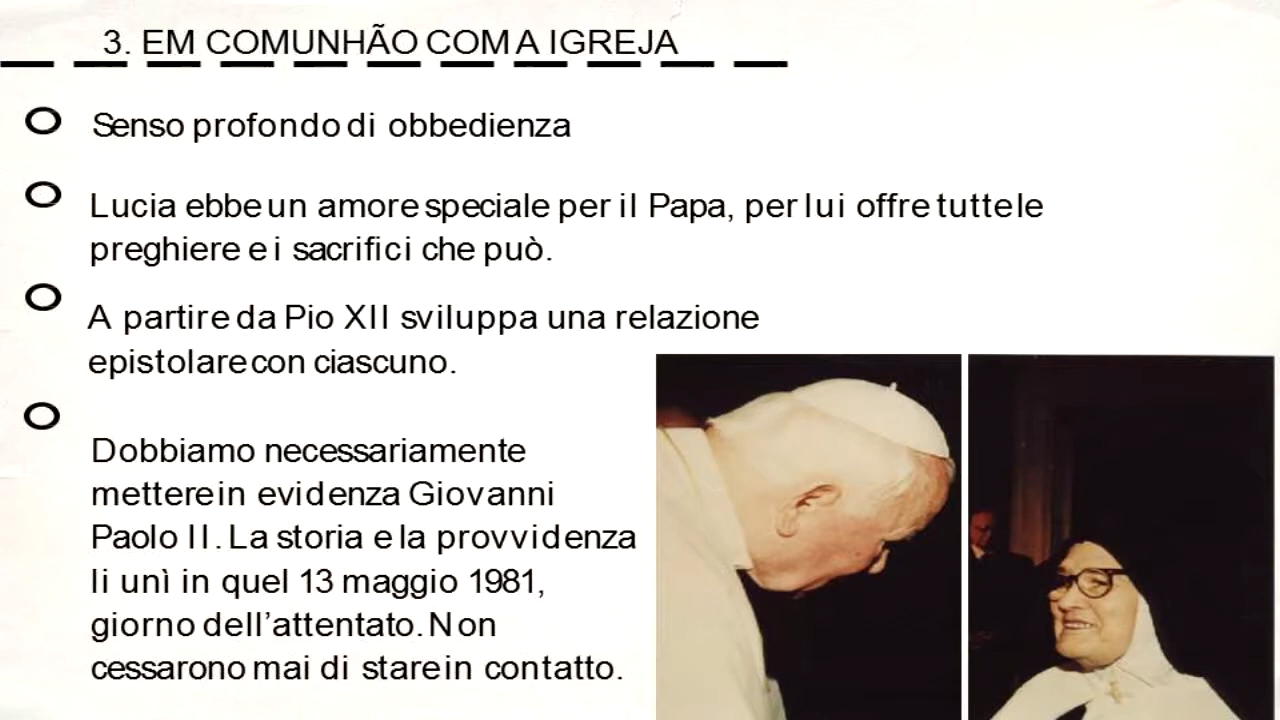 3. EM COMUNHÃO COM A IGREJA
Senso profondo di obbedienza
Lucia ebbe un amore speciale per il Papa, per lui offre tutte le
preghiere e i sacrifici che può.
A partire da Pio XII sviluppa una relazione
epistolare con ciascuno.
Dobbiamo necessariamente
mettere in evidenza Giovanni
Paolo II. La storia e la provvidenza
li unì in quel 13 maggio 1981,
giorno dell'attentato. Non
cessarono mai di stare in contatto.